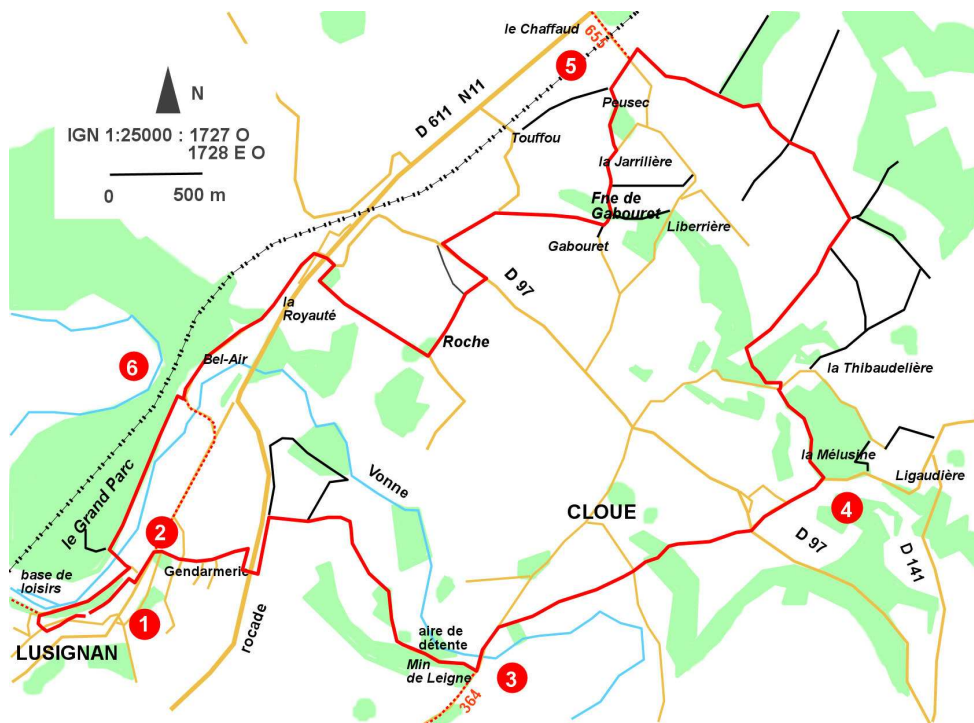 le Chaffaud
655
5
N
D 611 N11
IGN 1:25000 : 1727 O
1728 E O
0 500 m
Peusec
Touffou
la Jarrilière
Fne de
Gabouret
Liberrière
Gabouret
D 97
la
Royauté
Roche
Bel-Air
6
la Thibaudelière
le Grand Parc
Vonne
la Mélusine
Ligaudière
CLOUE
4
2
D 97
D 141
Gendarmerie
base de
loisirs
1
rocade
aire de
détente
LUSIGNAN
Min
de Leigne
3
364